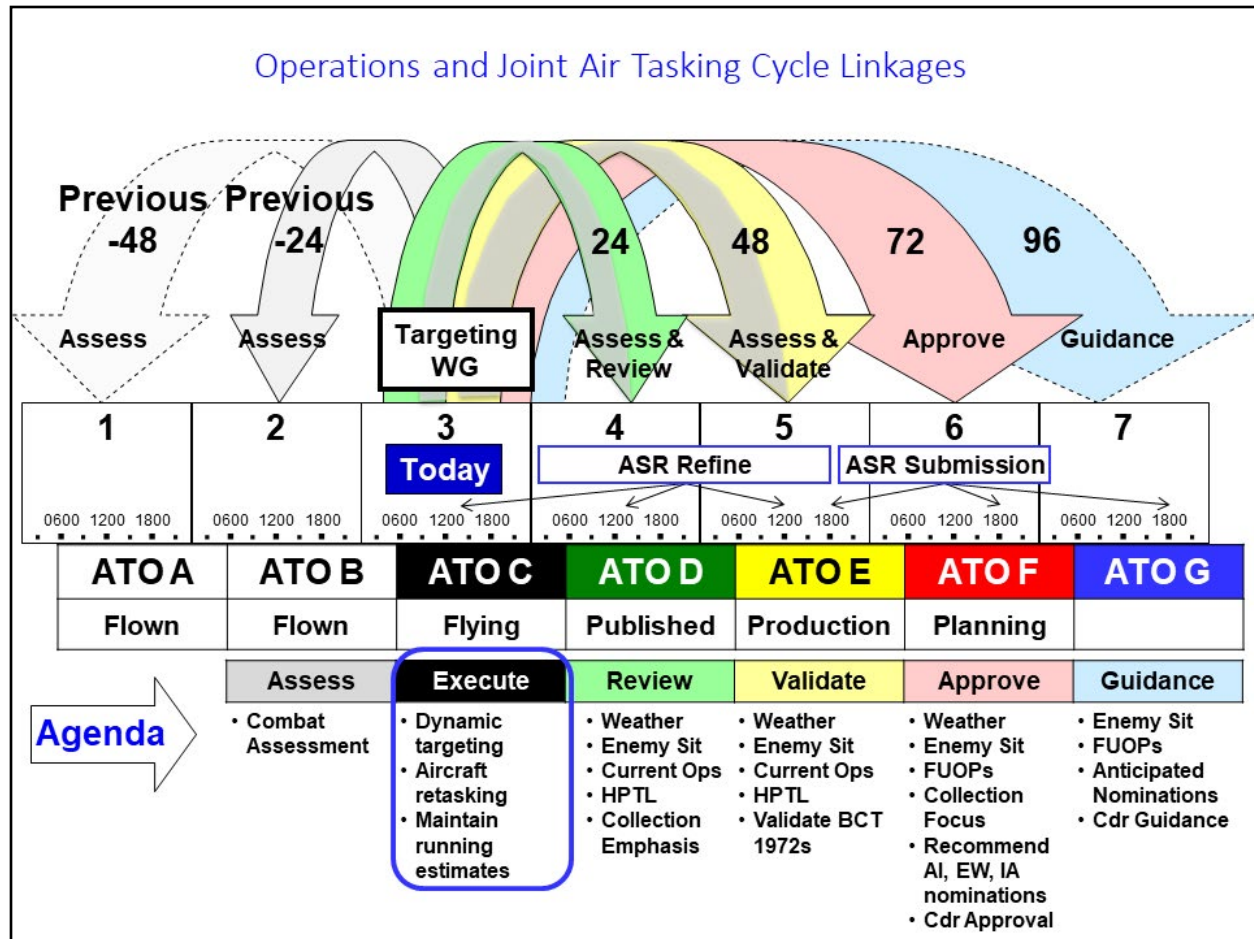 Operations and Joint Air Tasking Cycle Linkages
Previous
-48
Previous
-24
24
48
72
96
Assess
Assess
Targeting
WG
Assess &
Review
Assess &
Validate
Approve
Guidance
1
2
3
4
5
6
7
Today
ASR Refine
ASR Submission
0600 1200 1800
0600 1200 1800
0600 1200 1800
0600 1200 1800
0600 1200 1800
0600 1200 1800
0600 1200 1800
ATO A
ATO B
ATO C
ATO D
ATO E
ATO F
ATO G
Flown
Flown
Flying
Published
Production
Planning
Agenda
Assess
• Combat
Assessment
Execute
• Dynamic
targeting
• Aircraft
retasking
• Maintain
running
estimates
Review
• Weather
• Enemy Sit
• Current Ops
• HPTL
• Collection
Emphasis
Validate
• Weather
• Enemy Sit
• Current Ops
• HPTL
• Validate BCT
1972s
Approve
• Weather
• Enemy Sit
• FUOPs
• Collection
Focus
• Recommend
AI, EW, IA
nominations
• Cdr Approval
Guidance
• Enemy Sit
• FUOPs
• Anticipated
Nominations
• Cdr Guidance